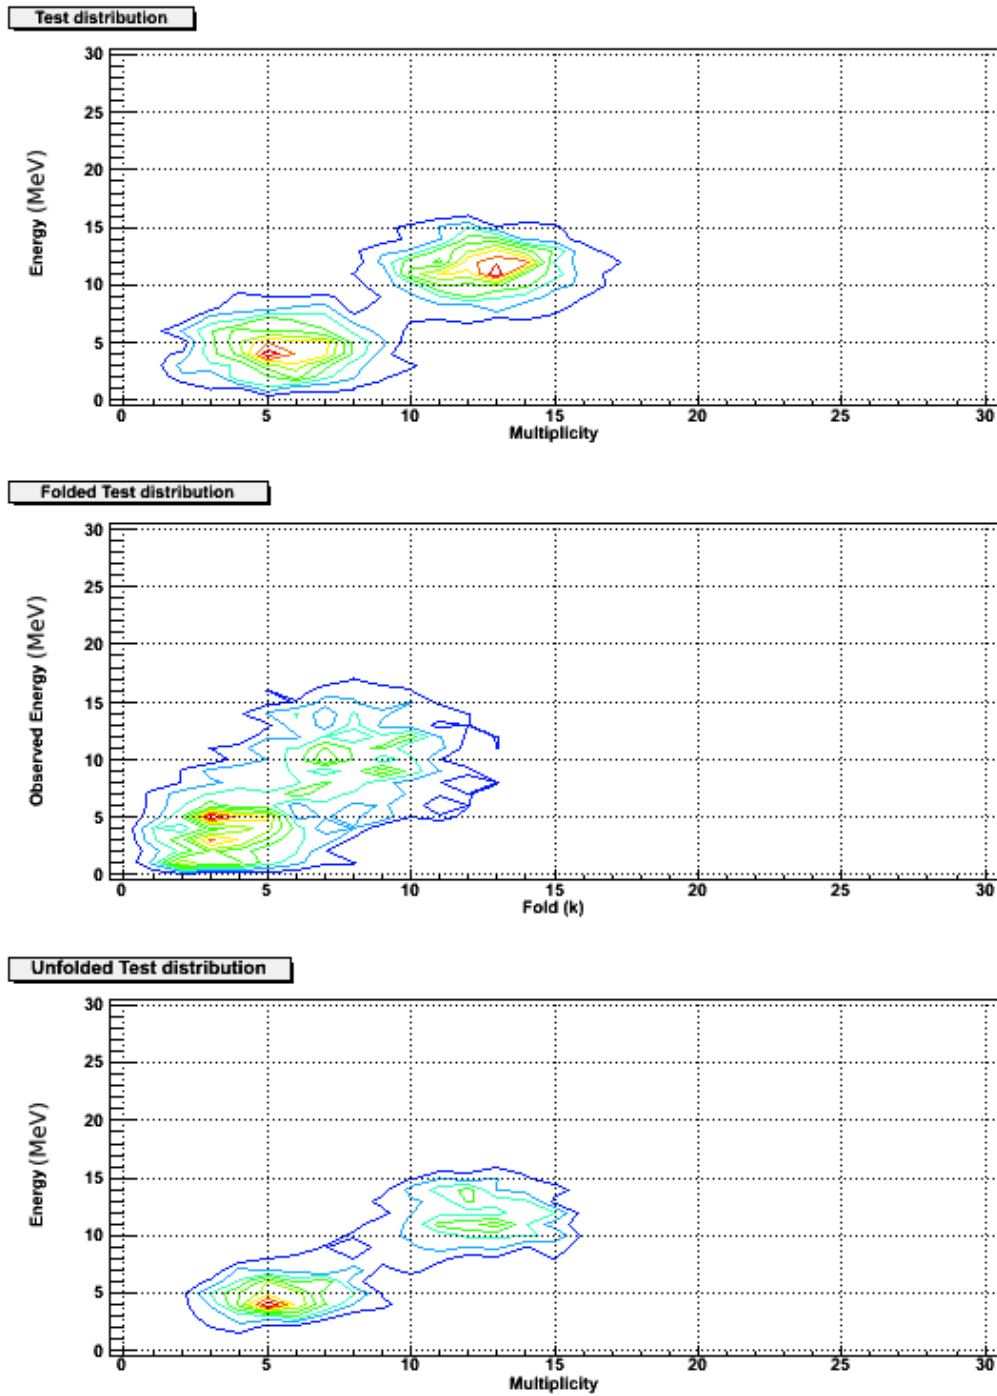 Test distribution
30
25
20
15
10
5
0
Energy (MeV)
0 5 10 15 20 25 30
Multiplicity
Folded Test distribution
30
25
20
15
10
5
0
Observed Energy (MeV)
0 5 10 15 20 25 30
Fold (k)
Unfolded Test distribution
30
25
20
15
10
5
0
Energy (MeV)
0 5 10 15 20 25 30
Multiplicity